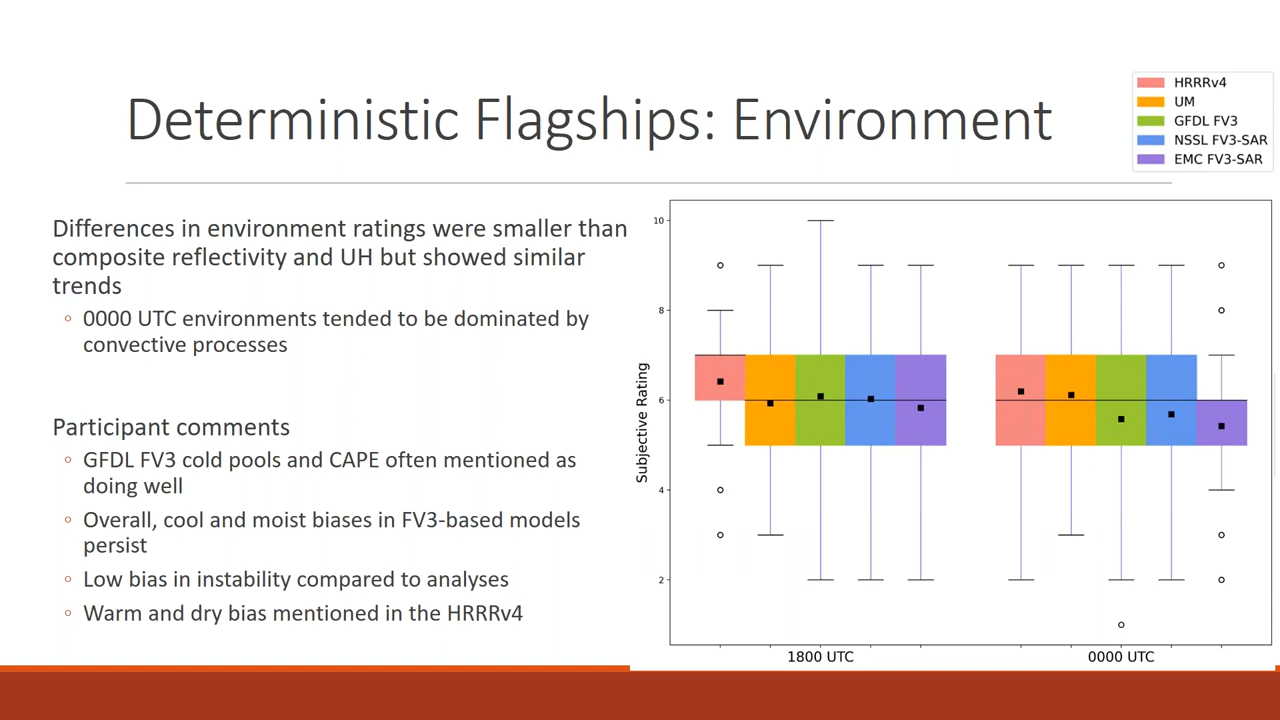 Deterministic Flagships: Environment
HRRRv4
UM
GFDL FV3
NSSL FV3-SAR
EMC FV3-SAR
Differences in environment ratings were smaller than
composite reflectivity and UH but showed similar
trends
◦ 0000 UTC environments tended to be dominated by
convective processes
Participant comments
◦ GFDL FV3 cold pools and CAPE often mentioned as
doing well
◦ Overall, cool and moist biases in FV3-based models
persist
◦ Low bias in instability compared to analyses
◦ Warm and dry bias mentioned in the HRRRv4
Subjective Rating
10
8
6
4
2
1800 UTC
0000 UTC